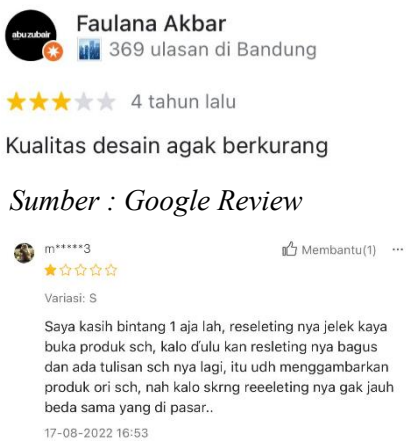 abuzubair
Faulana Akbar
369 ulasan di Bandung
4 tahun lalu
Kualitas desain agak berkurang
Sumber : Google Review
m*****3
Membantu(1)
Variasi: S
Saya kasih bintang 1 aja lah, reseleting nya jelek kaya
buka produk sch, kalo d'ulu kan resleting nya bagus
dan ada tulisan sch nya lagi, itu udh menggambarkan
produk ori sch, nah kalo skrng reeeleting nya gak jauh
beda sama yang di pasar..
17-08-2022 16:53